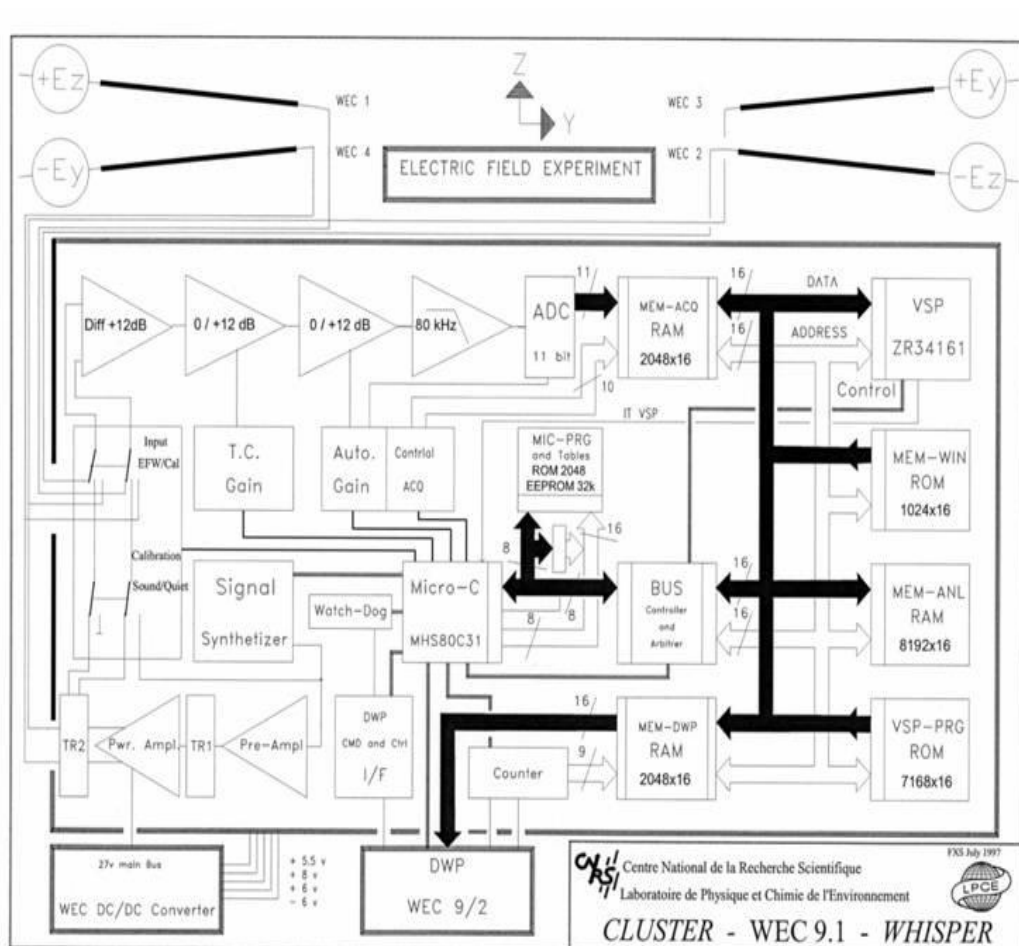 +Ez
WEC 1
Z
Y
WEC 3
+Ey
-Ey
WEC 4
ELECTRIC FIELD EXPERIMENT
WEC 2
-Ez
Diff +12dB
0 / +12 dB
0 / +12 dB
80 kHz
ADC
11 bit
11
MEM-ACQ
RAM
2048x16
16
16
DATA
ADDRESS
VSP
ZR34161
10
Control
IT VSP
Input
EFW/Cal
T.C.
Gain
Auto.
Gain
Contrlal
ACQ
MIC-PRG
and Tables
ROM 2048
EEPROM 32k
MEM-WIN
ROM
1024x16
16
8
Calibration
Sound/Quiet
Signal
Synthetizer
Watch-Dog
Micro-C
MHS80C31
8
8
BUS
Controller
and
Arbitrer
16
16
MEM-ANL
RAM
8192x16
TR2
Pwr. Ampl.
TR1
Pre-Ampl
DWP
CMD and Ctrl
I/F
Counter
16
9
MEM-DWP
RAM
2048x16
VSP-PRG
ROM
7168x16
27v main Bus
WEC DC/DC Converter
+ 5.5 v
+ 8 v
+ 6 v
- 6 v
DWP
WEC 9/2
FXS July 1997
CNRS
Centre National de la Recherche Scientifique
Laboratoire de Physique et Chimie de l'Environnement
LPCE
CLUSTER - WEC 9.1 - WHISPER